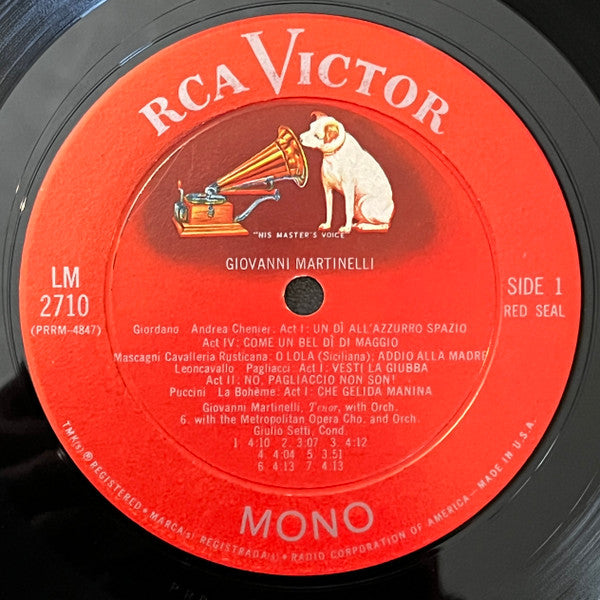 RCA VICTOR
"HIS MASTER'S VOICE"
GIOVANNI MARTINELLI
LM
2710
(PRRM-4847)
SIDE 1
RED SEAL
Giordano Andrea Chenier: Act I: UN DÌ ALL'AZZURRO SPAZIO
Act IV: COME UN BEL DÌ DI MAGGIO
Mascagni Cavalleria Rusticana: O LOLA (Siciliana); ADDIO ALLA MADRE
Leoncavallo Pagliacci Act I: VESTI LA GIUBBA
Act II: NO, PAGLIACCIO NON SON!
Puccini La Bohème: Act I: CHE GELIDA MANINA
Giovanni Martinelli, Tenor, with Orch.
6. with the Metropolitan Opera Cho. and Orch.
Giulio Setti, Cond.
1 4:10 2. 3:07 3. 4:12
4. 4:04 5 3:51
6 4:13 7 4:13
MONO
TMK(s) ® REGISTERED • MARCA(s) REGISTRADA(s) • RADIO CORPORATION OF AMERICA – MADE IN U.S.A.